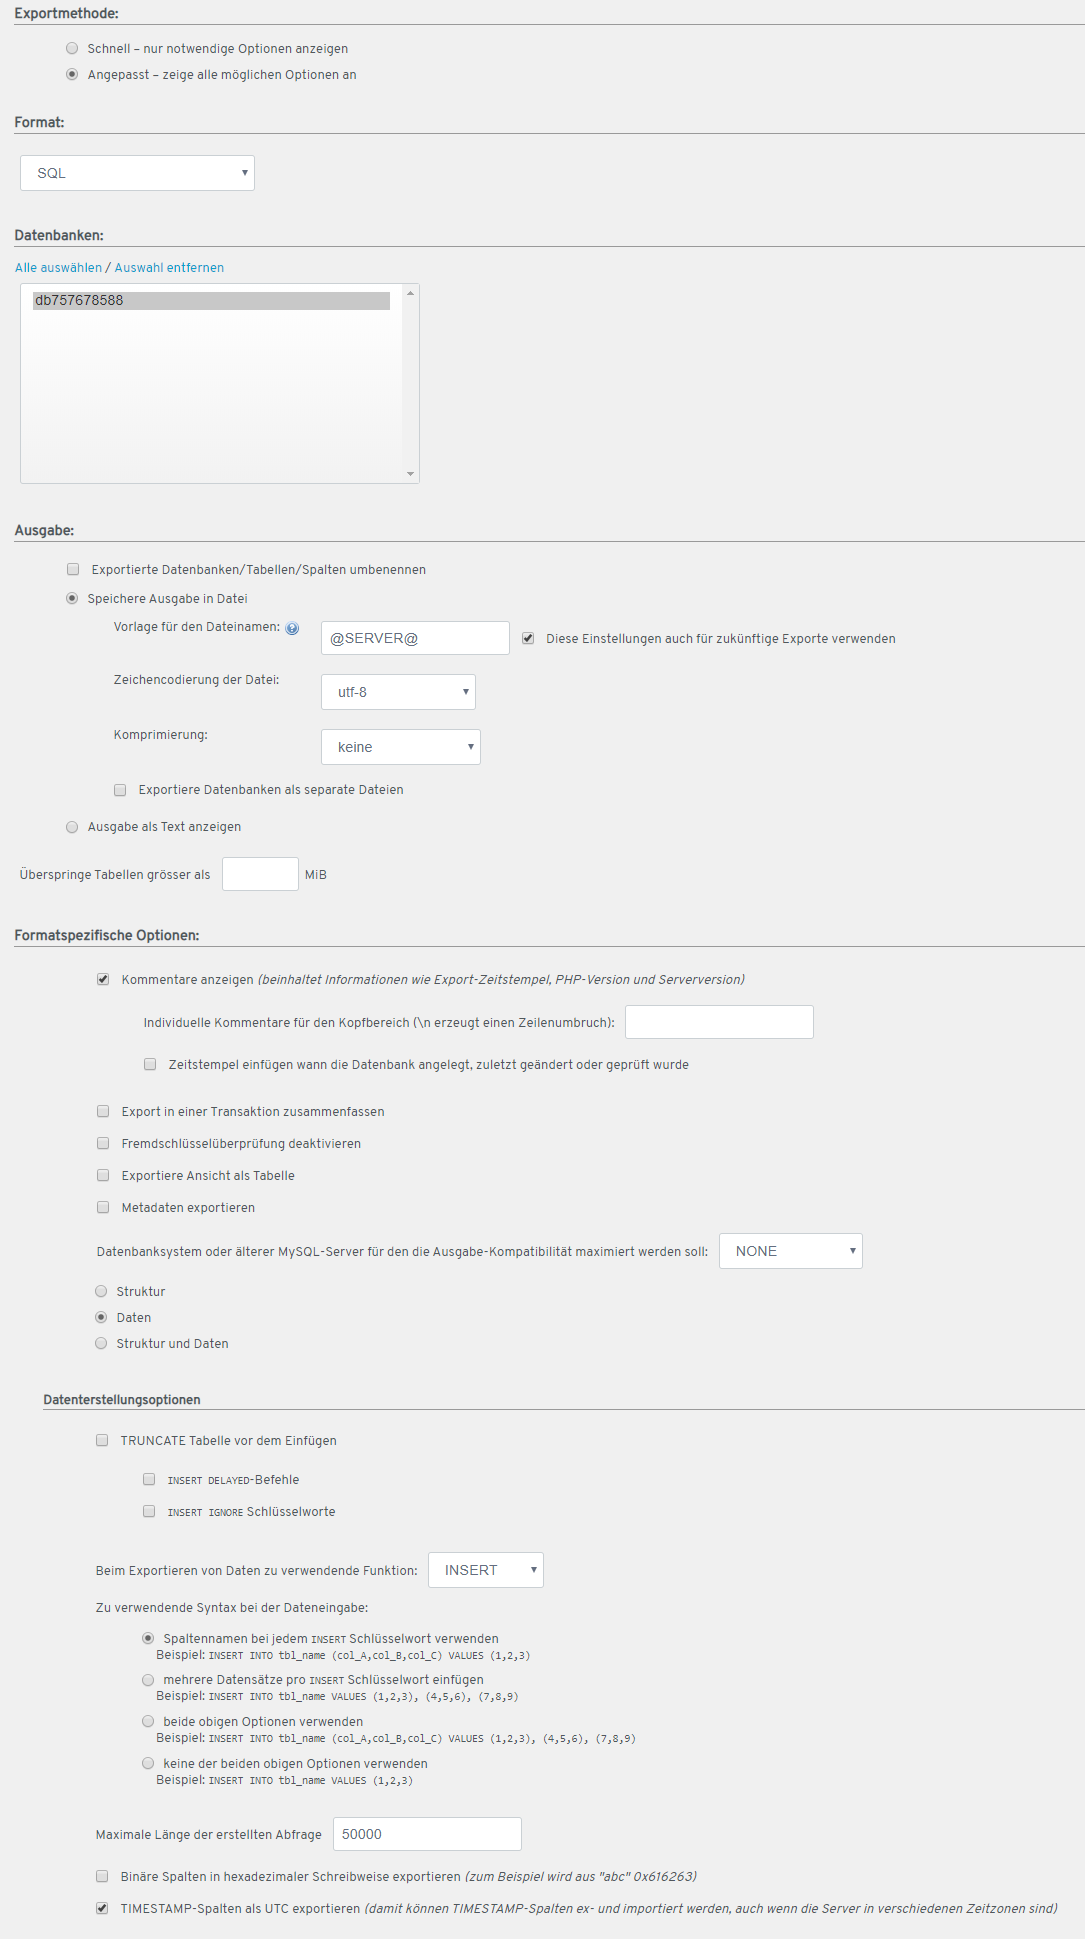 Exportmethode:
Schnell – nur notwendige Optionen anzeigen
Angepasst – zeige alle möglichen Optionen an
Format:
SQL
Datenbanken:
Alle auswählen / Auswahl entfernen
db757678588
Ausgabe:
Exportierte Datenbanken/Tabellen/Spalten umbenennen
Speichere Ausgabe in Datei
Vorlage für den Dateinamen: @SERVER@ Diese Einstellungen auch für zukünftige Exporte verwenden
Zeichencodierung der Datei: utf-8
Komprimierung: keine
Exportiere Datenbanken als separate Dateien
Ausgabe als Text anzeigen
Überspringe Tabellen grösser als MiB
Formatspezifische Optionen:
Kommentare anzeigen (beinhaltet Informationen wie Export-Zeitstempel, PHP-Version und Serverversion)
Individuelle Kommentare für den Kopfbereich (\n erzeugt einen Zeilenumbruch):
Zeitstempel einfügen wann die Datenbank angelegt, zuletzt geändert oder geprüft wurde
Export in einer Transaktion zusammenfassen
Fremdschlüsselüberprüfung deaktivieren
Exportiere Ansicht als Tabelle
Metadaten exportieren
Datenbanksystem oder älterer MySQL-Server für den die Ausgabe-Kompatibilität maximiert werden soll: NONE
Struktur
Daten
Struktur und Daten
Datenterstellungsoptionen
TRUNCATE Tabelle vor dem Einfügen
INSERT DELAYED-Befehle
INSERT IGNORE Schlüsselworte
Beim Exportieren von Daten zu verwendende Funktion: INSERT
Zu verwendende Syntax bei der Dateneingabe:
Spaltennamen bei jedem INSERT Schlüsselwort verwenden
Beispiel: INSERT INTO tbl_name (col_A,col_B,col_C) VALUES (1,2,3)
mehrere Datensätze pro INSERT Schlüsselwort einfügen
Beispiel: INSERT INTO tbl_name VALUES (1,2,3), (4,5,6), (7,8,9)
beide obigen Optionen verwenden
Beispiel: INSERT INTO tbl_name (col_A,col_B,col_C) VALUES (1,2,3), (4,5,6), (7,8,9)
keine der beiden obigen Optionen verwenden
Beispiel: INSERT INTO tbl_name VALUES (1,2,3)
Maximale Länge der erstellten Abfrage 50000
Binäre Spalten in hexadezimaler Schreibweise exportieren (zum Beispiel wird aus "abc" 0x616263)
TIMESTAMP-Spalten als UTC exportieren (damit können TIMESTAMP-Spalten ex- und importiert werden, auch wenn die Server in verschiedenen Zeitzonen sind)